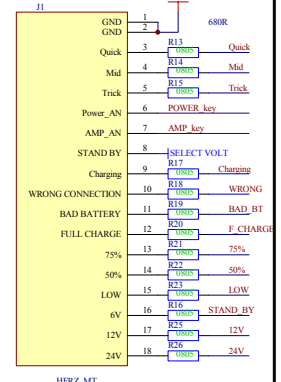 J1
GND 1
GND 2 680R
Quick 3 R13 0805 Quick
Mid 4 R14 0805 Mid
Trick 5 R15 0805 Trick
Power_AN 6 POWER_key
AMP_AN 7 AMP_key
STAND BY 8 SELECT VOLT
Charging 9 R17 0805 Charging
WRONG CONNECTION 10 R18 0805 WRONG
BAD BATTERY 11 R19 0805 BAD_BT
FULL CHARGE 12 R20 0805 F_CHARGE
75% 13 R21 0805 75%
50% 14 R22 0805 50%
LOW 15 R23 0805 LOW
6V 16 R16 0805 STAND_BY
12V 17 R25 0805 12V
24V 18 R26 0805 24V
HFRZ_MT